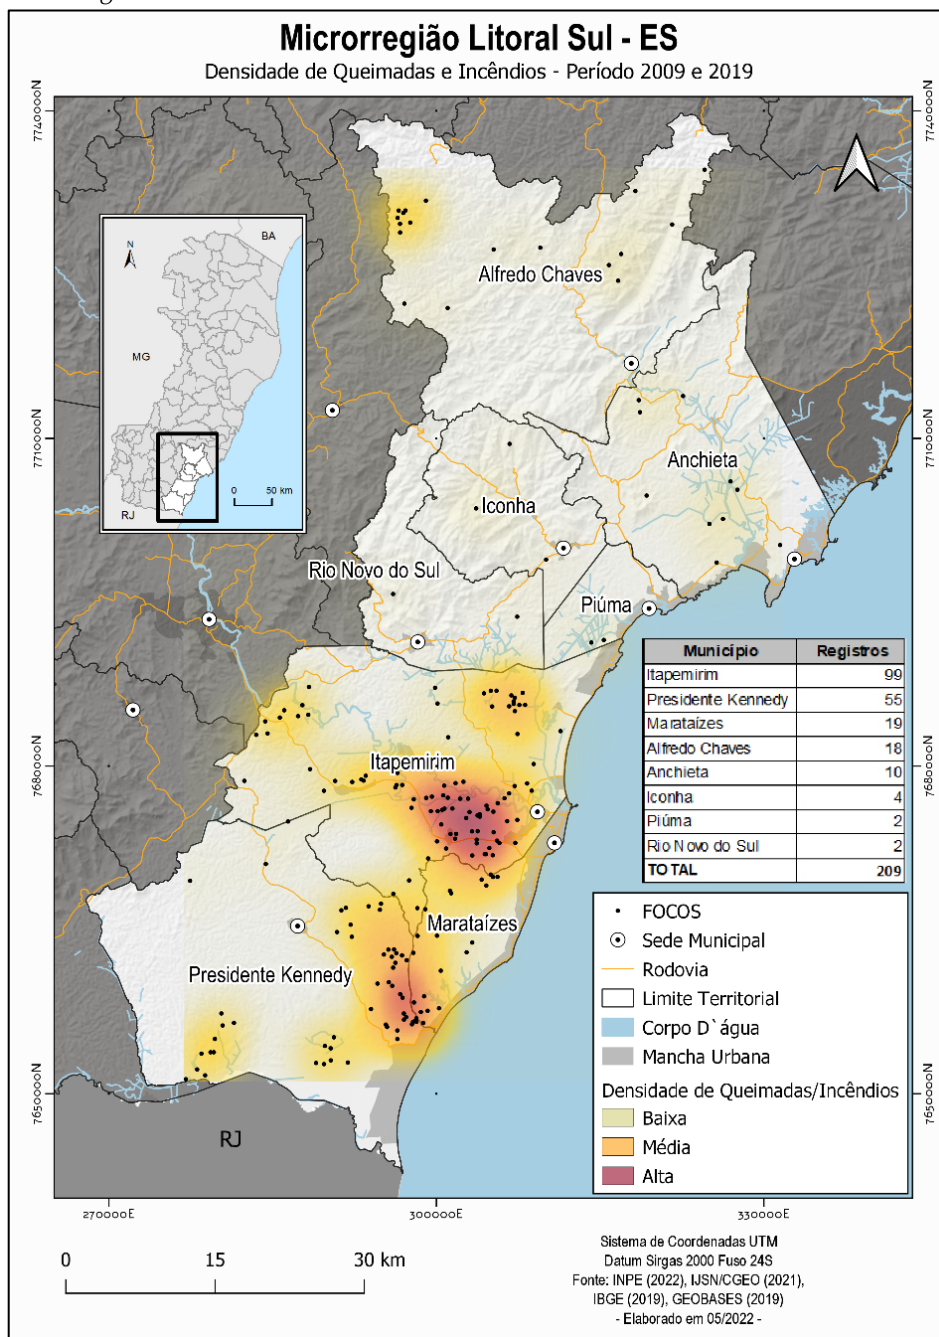 Microrregião Litoral Sul - ES
Densidade de Queimadas e Incêndios - Período 2009 e 2019
7740000N
7740000N
BA
N
Alfredo Chaves
MG
7710000N
7710000N
Anchieta
Iconha
0 50 km
RJ
Rio Novo do Sul
Piúma
Município Registros
Itapemirim 99
Presidente Kennedy 55
Marataízes 19
Alfredo Chaves 18
Anchieta 10
Iconha 4
Piúma 2
Rio Novo do Sul 2
TOTAL 209
Itapemirim
7680000N
7680000N
Marataízes
Presidente Kennedy
FOCOS
Sede Municipal
Rodovia
Limite Territorial
Corpo D`água
Mancha Urbana
Densidade de Queimadas/Incêndios
Baixa
Média
Alta
7650000N
7650000N
RJ
270000E 300000E 330000E
0 15 30 km
Sistema de Coordenadas UTM
Datum Sirgas 2000 Fuso 24S
Fonte: INPE (2022), IJSN/CGEO (2021),
IBGE (2019), GEOBASES (2019)
- Elaborado em 05/2022 -